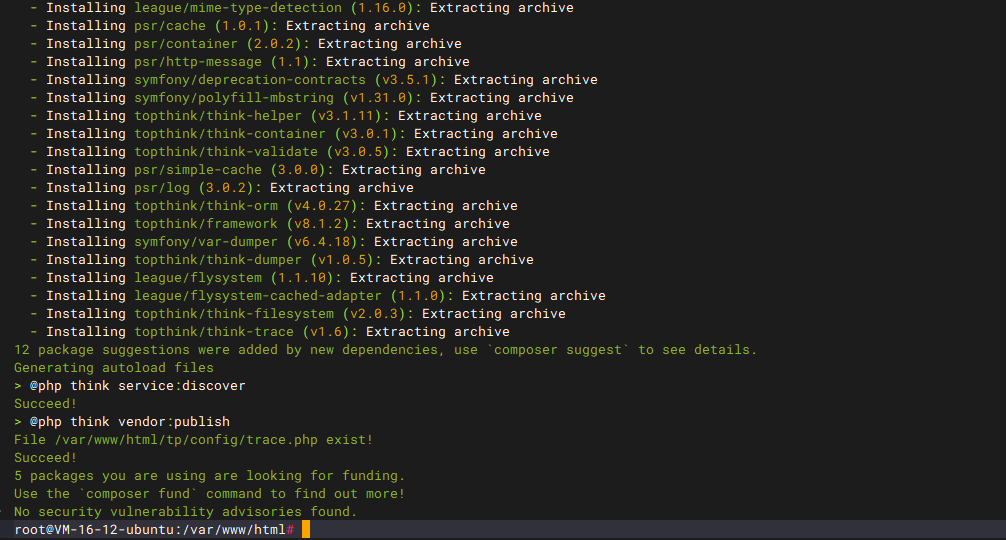 - Installing league/mime-type-detection (1.16.0): Extracting archive
- Installing psr/cache (1.0.1): Extracting archive
- Installing psr/container (2.0.2): Extracting archive
- Installing psr/http-message (1.1): Extracting archive
- Installing symfony/deprecation-contracts (v3.5.1): Extracting archive
- Installing symfony/polyfill-mbstring (v1.31.0): Extracting archive
- Installing topthink/think-helper (v3.1.11): Extracting archive
- Installing topthink/think-container (v3.0.1): Extracting archive
- Installing topthink/think-validate (v3.0.5): Extracting archive
- Installing psr/simple-cache (3.0.0): Extracting archive
- Installing psr/log (3.0.2): Extracting archive
- Installing topthink/think-orm (v4.0.27): Extracting archive
- Installing topthink/framework (v8.1.2): Extracting archive
- Installing symfony/var-dumper (v6.4.18): Extracting archive
- Installing topthink/think-dumper (v1.0.5): Extracting archive
- Installing league/flysystem (1.1.10): Extracting archive
- Installing league/flysystem-cached-adapter (1.1.0): Extracting archive
- Installing topthink/think-filesystem (v2.0.3): Extracting archive
- Installing topthink/think-trace (v1.6): Extracting archive
12 package suggestions were added by new dependencies, use `composer suggest` to see details.
Generating autoload files
> @php think service:discover
Succeed!
> @php think vendor:publish
File /var/www/html/tp/config/trace.php exist!
Succeed!
5 packages you are using are looking for funding.
Use the `composer fund` command to find out more!
No security vulnerability advisories found.
root@VM-16-12-ubuntu:/var/www/html#